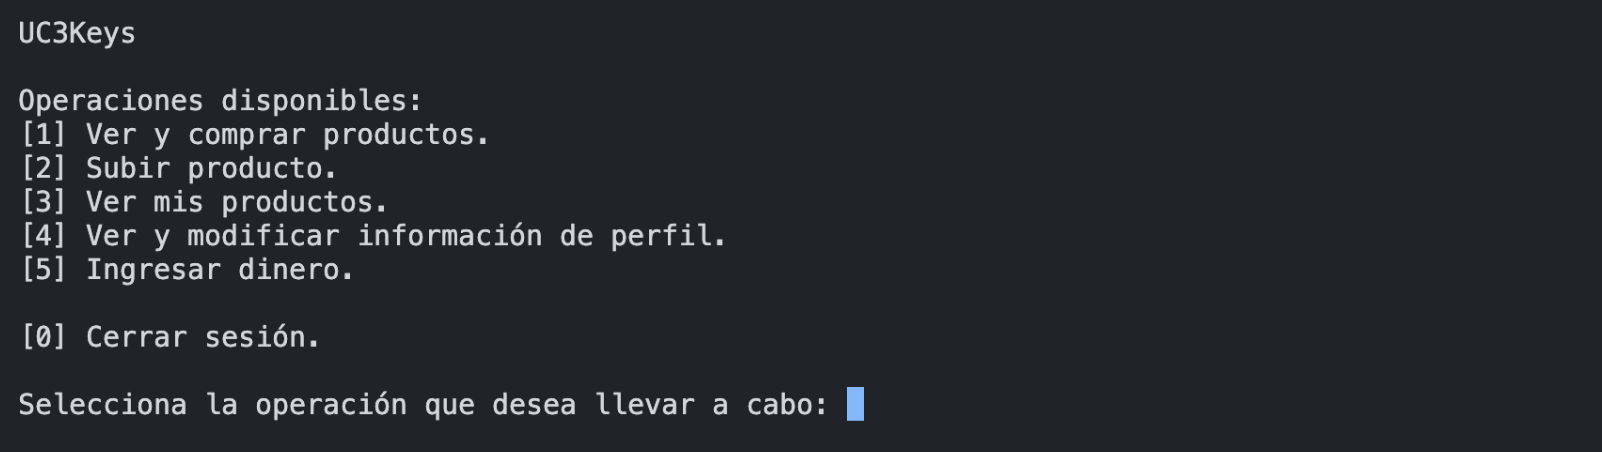 UC3Keys
Operaciones disponibles:
[1] Ver y comprar productos.
[2] Subir producto.
[3] Ver mis productos.
[4] Ver y modificar información de perfil.
[5] Ingresar dinero.
[0] Cerrar sesión.
Selecciona la operación que desea llevar a cabo: